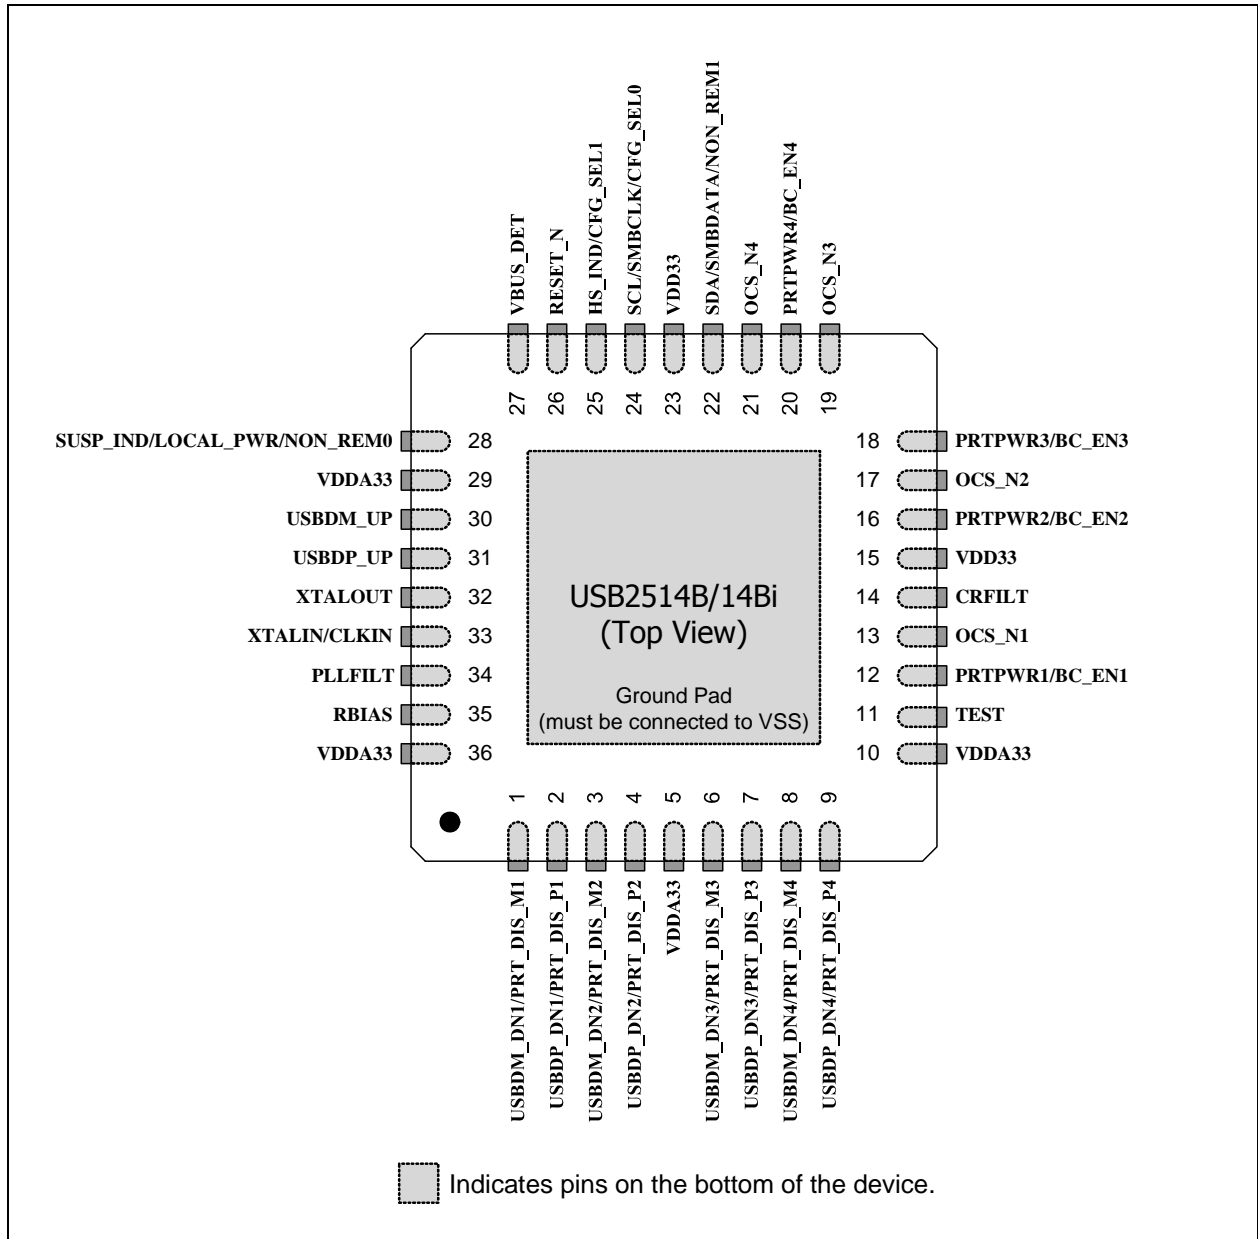 VBUS_DET
RESET_N
HS_IND/CFG_SEL1
SCL/SMBCLK/CFG_SEL0
VDD33
SDA/SMBDATA/NON_REM1
OCS_N4
PRTPWR4/BC_EN4
OCS_N3
27
26
25
24
23
22
21
20
19
SUSP_IND/LOCAL_PWR/NON_REM0 28
VDDA33 29
USBDM_UP 30
USBDP_UP 31
XTALOUT 32
XTALIN/CLKIN 33
PLLFILT 34
RBIAS 35
VDDA33 36
18 PRTPWR3/BC_EN3
17 OCS_N2
16 PRTPWR2/BC_EN2
15 VDD33
14 CRFILT
13 OCS_N1
12 PRTPWR1/BC_EN1
11 TEST
10 VDDA33
USB2514B/14Bi
(Top View)
Ground Pad
(must be connected to VSS)
1
2
3
4
5
6
7
8
9
USBDM_DN1/PRT_DIS_M1
USBDP_DN1/PRT_DIS_P1
USBDM_DN2/PRT_DIS_M2
USBDP_DN2/PRT_DIS_P2
VDDA33
USBDM_DN3/PRT_DIS_M3
USBDP_DN3/PRT_DIS_P3
USBDM_DN4/PRT_DIS_M4
USBDP_DN4/PRT_DIS_P4
Indicates pins on the bottom of the device.